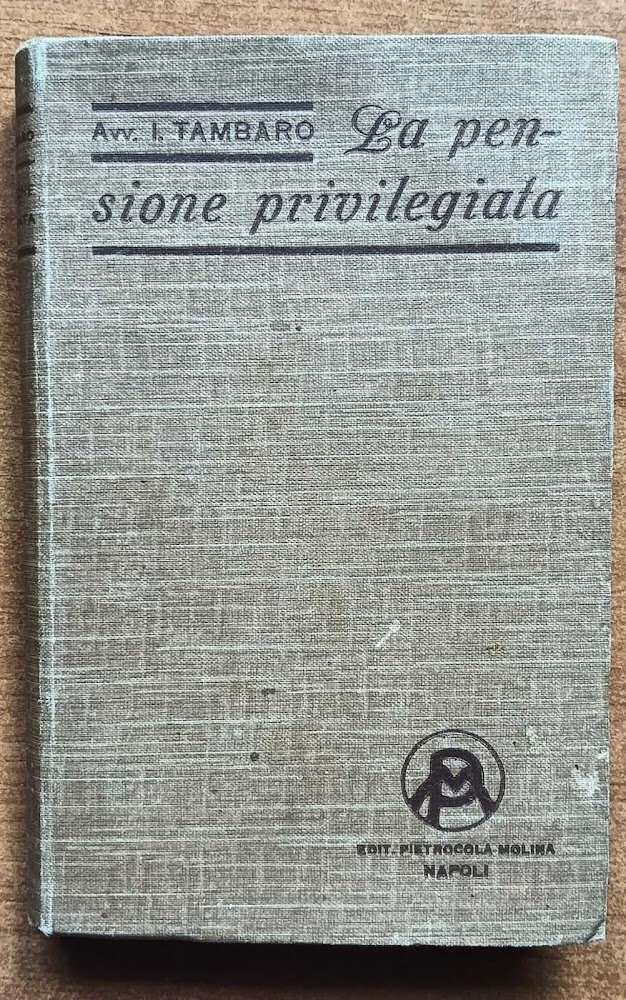 Avv. I. TAMBARO La pen-
sione privilegiata
EDIT. PIETROCOLA-MOLINA
NAPOLI